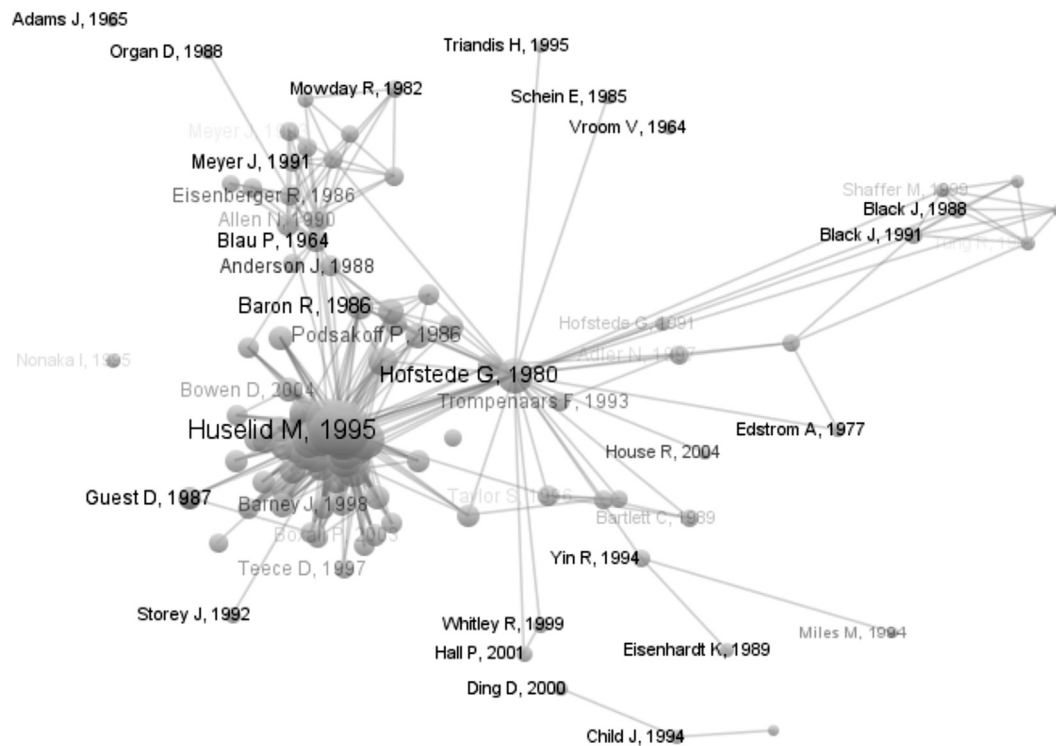 Adams J, 1965
Organ D, 1988
Triandis H, 1995
Mowday R, 1982
Schein E, 1985
Vroom V, 1964
Meyer J,
Meyer J, 1991
Eisenberger R, 1986
Shaffer M, 1999
Allen N, 1990
Black J, 1988
Blau P, 1964
Black J, 1991
Tung R,
Anderson J, 1988
Baron R, 1986
Podsakoff P, 1986
Hofstede G, 1991
Nonaka I, 1995
Adler N, 1997
Hofstede G, 1980
Bowen D, 2004
Trompenaars F, 1993
Huselid M, 1995
Edstrom A, 1977
House R, 2004
Guest D, 1987
Taylor S, 1996
Barney J, 1998
Bartlett C, 1989
Boxall P, 2003
Yin R, 1994
Teece D, 1997
Storey J, 1992
Whitley R, 1999
Miles M, 1994
Hall P, 2001
Eisenhardt K, 1989
Ding D, 2000
Child J, 1994